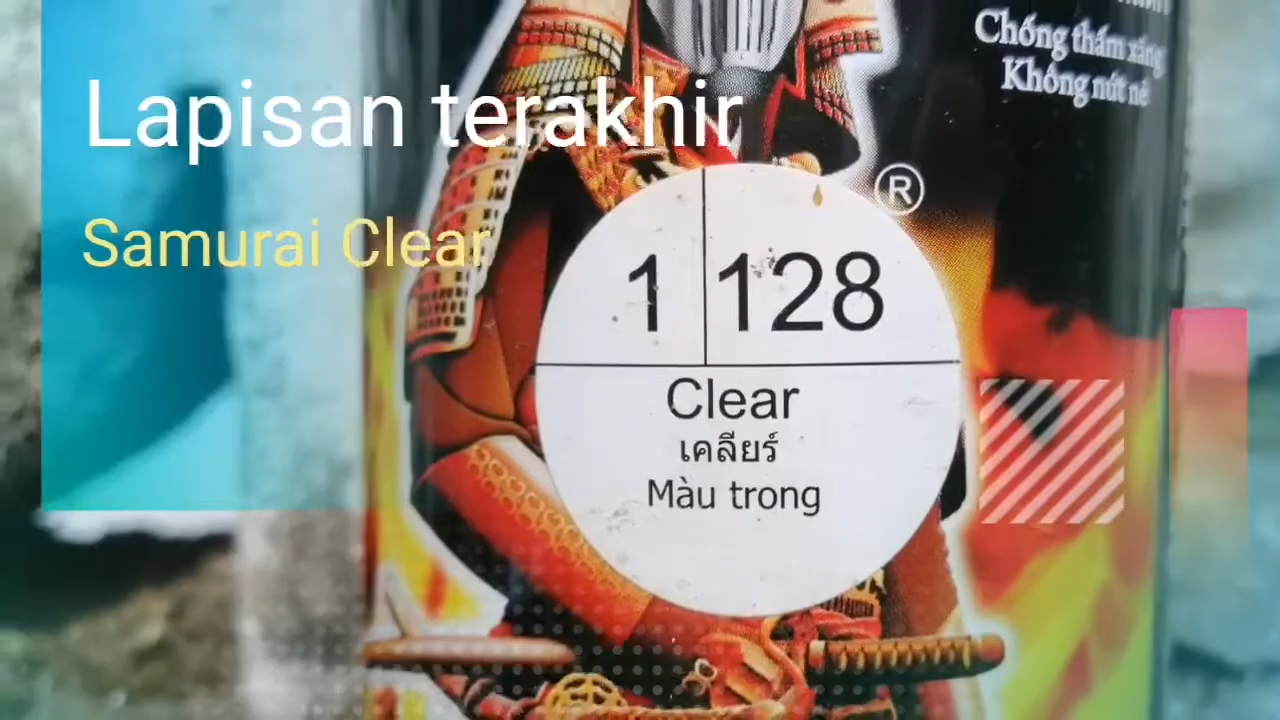 Chống thấm xăng
Không nứt nẻ
Lapisan terakhir
®
Samurai Clear
1 128
Clear
เคลียร์
Màu trong